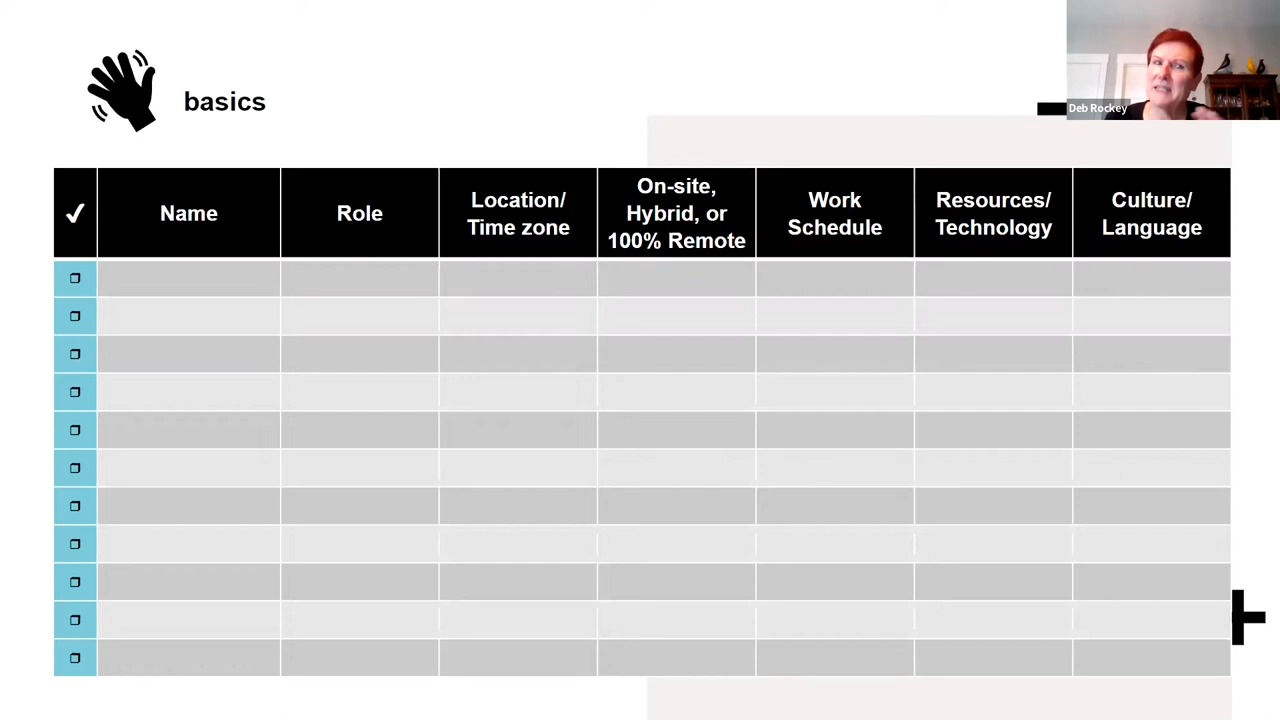 basics
Deb Rockey
✓
Name
Role
Location/
Time zone
On-site,
Hybrid, or
100% Remote
Work
Schedule
Resources/
Technology
Culture/
Language